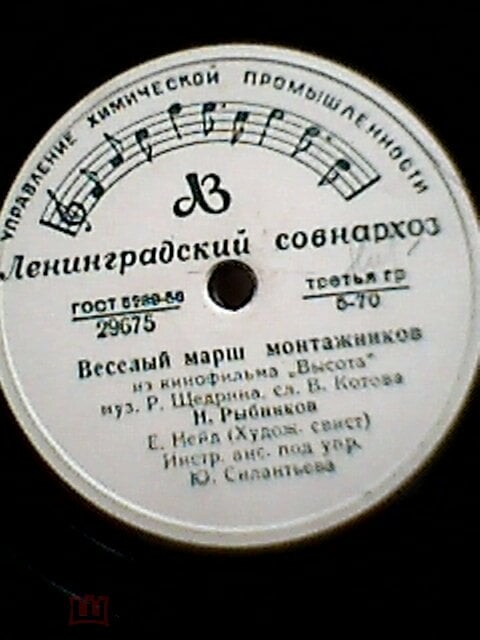 УПРАВЛЕНИЕ ХИМИЧЕСКОЙ ПРОМЫШЛЕННОСТИ
ЛЗ
Ленинградский совнархоз
ГОСТ 5289-56
29675
третья гр
6-70
Веселый марш монтажников
из кинофильма „Высота"
муз. Р. Щедрина, сл. В. Котова
Н. Рыбников
Е. Нейд (Худож. свист)
Инстр. анс. под упр.
Ю. Силантьева